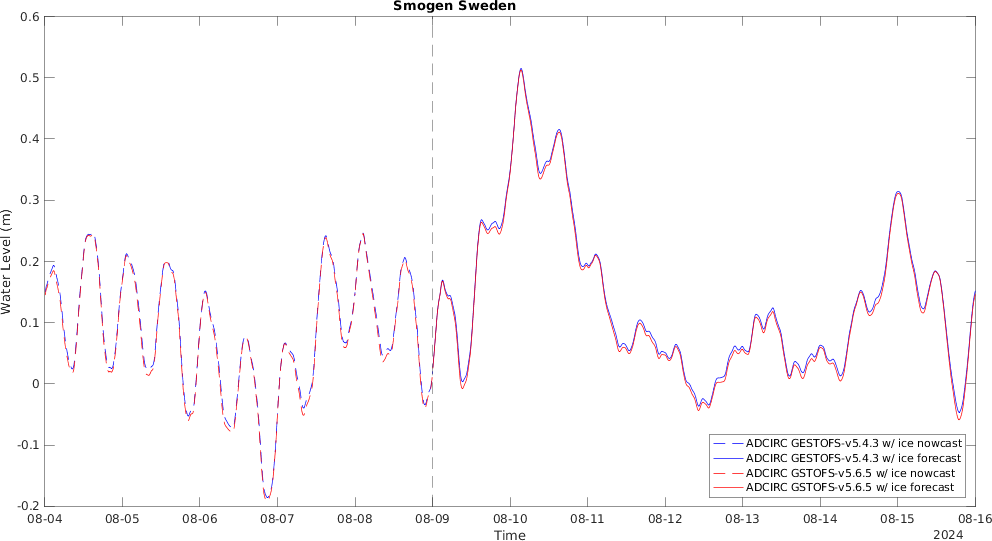 Smogen Sweden
0.6
0.5
0.4
0.3
0.2
0.1
0
-0.1
-0.2
Water Level (m)
08-04 08-05 08-06 08-07 08-08 08-09 08-10 08-11 08-12 08-13 08-14 08-15 08-16
Time
2024
ADCIRC GESTOFS-v5.4.3 w/ ice nowcast
ADCIRC GESTOFS-v5.4.3 w/ ice forecast
ADCIRC GSTOFS-v5.6.5 w/ ice nowcast
ADCIRC GSTOFS-v5.6.5 w/ ice forecast